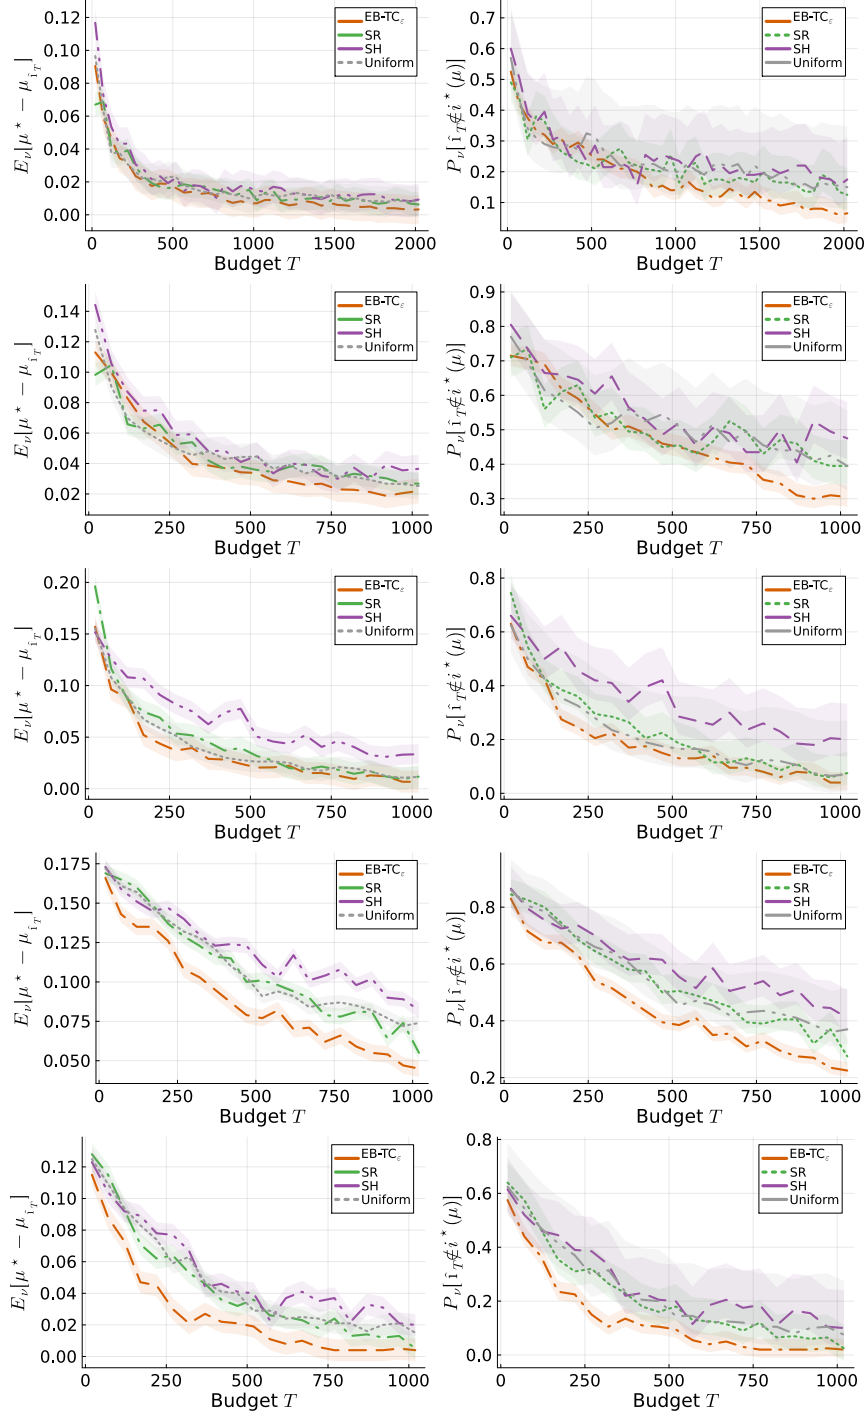 E_ν[μ* − μ_î_T]
0.12
0.10
0.08
0.06
0.04
0.02
0.00
0 500 1000 1500 2000
Budget T
EB-TC_ε
SR
SH
Uniform
P_ν[î_T ∉ i*(μ)]
0.7
0.6
0.5
0.4
0.3
0.2
0.1
0 500 1000 1500 2000
Budget T
EB-TC_ε
SR
SH
Uniform
E_ν[μ* − μ_î_T]
0.14
0.12
0.10
0.08
0.06
0.04
0.02
0 250 500 750 1000
Budget T
EB-TC_ε
SR
SH
Uniform
P_ν[î_T ∉ i*(μ)]
0.9
0.8
0.7
0.6
0.5
0.4
0.3
0 250 500 750 1000
Budget T
EB-TC_ε
SR
SH
Uniform
E_ν[μ* − μ_î_T]
0.20
0.15
0.10
0.05
0.00
0 250 500 750 1000
Budget T
EB-TC_ε
SR
SH
Uniform
P_ν[î_T ∉ i*(μ)]
0.8
0.6
0.4
0.2
0.0
0 250 500 750 1000
Budget T
EB-TC_ε
SR
SH
Uniform
E_ν[μ* − μ_î_T]
0.175
0.150
0.125
0.100
0.075
0.050
0 250 500 750 1000
Budget T
EB-TC_ε
SR
SH
Uniform
P_ν[î_T ∉ i*(μ)]
0.8
0.6
0.4
0.2
0 250 500 750 1000
Budget T
EB-TC_ε
SR
SH
Uniform
E_ν[μ* − μ_î_T]
0.12
0.10
0.08
0.06
0.04
0.02
0.00
0 250 500 750 1000
Budget T
EB-TC_ε
SR
SH
Uniform
P_ν[î_T ∉ i*(μ)]
0.8
0.6
0.4
0.2
0.0
0 250 500 750 1000
Budget T
EB-TC_ε
SR
SH
Uniform